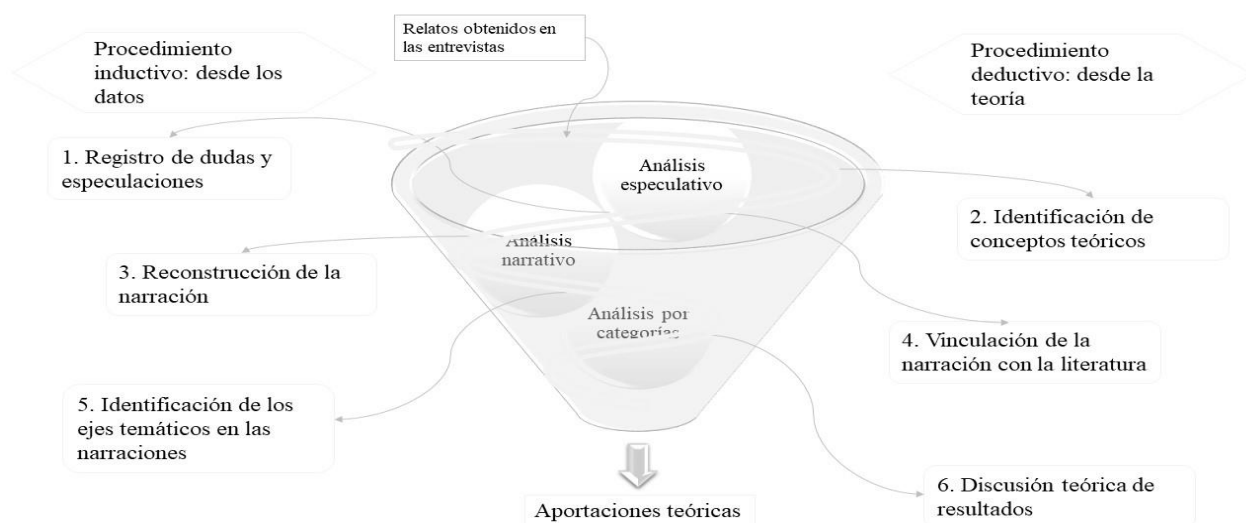 Relatos obtenidos en
las entrevistas
Procedimiento
inductivo: desde los
datos
Procedimiento
deductivo: desde la
teoría
1. Registro de dudas y
especulaciones
Análisis
especulativo
2. Identificación de
conceptos teóricos
Análisis
narrativo
3. Reconstrucción de la
narración
Análisis por
categorías
4. Vinculación de la
narración con la literatura
5. Identificación de los
ejes temáticos en las
narraciones
6. Discusión teórica de
resultados
Aportaciones teóricas